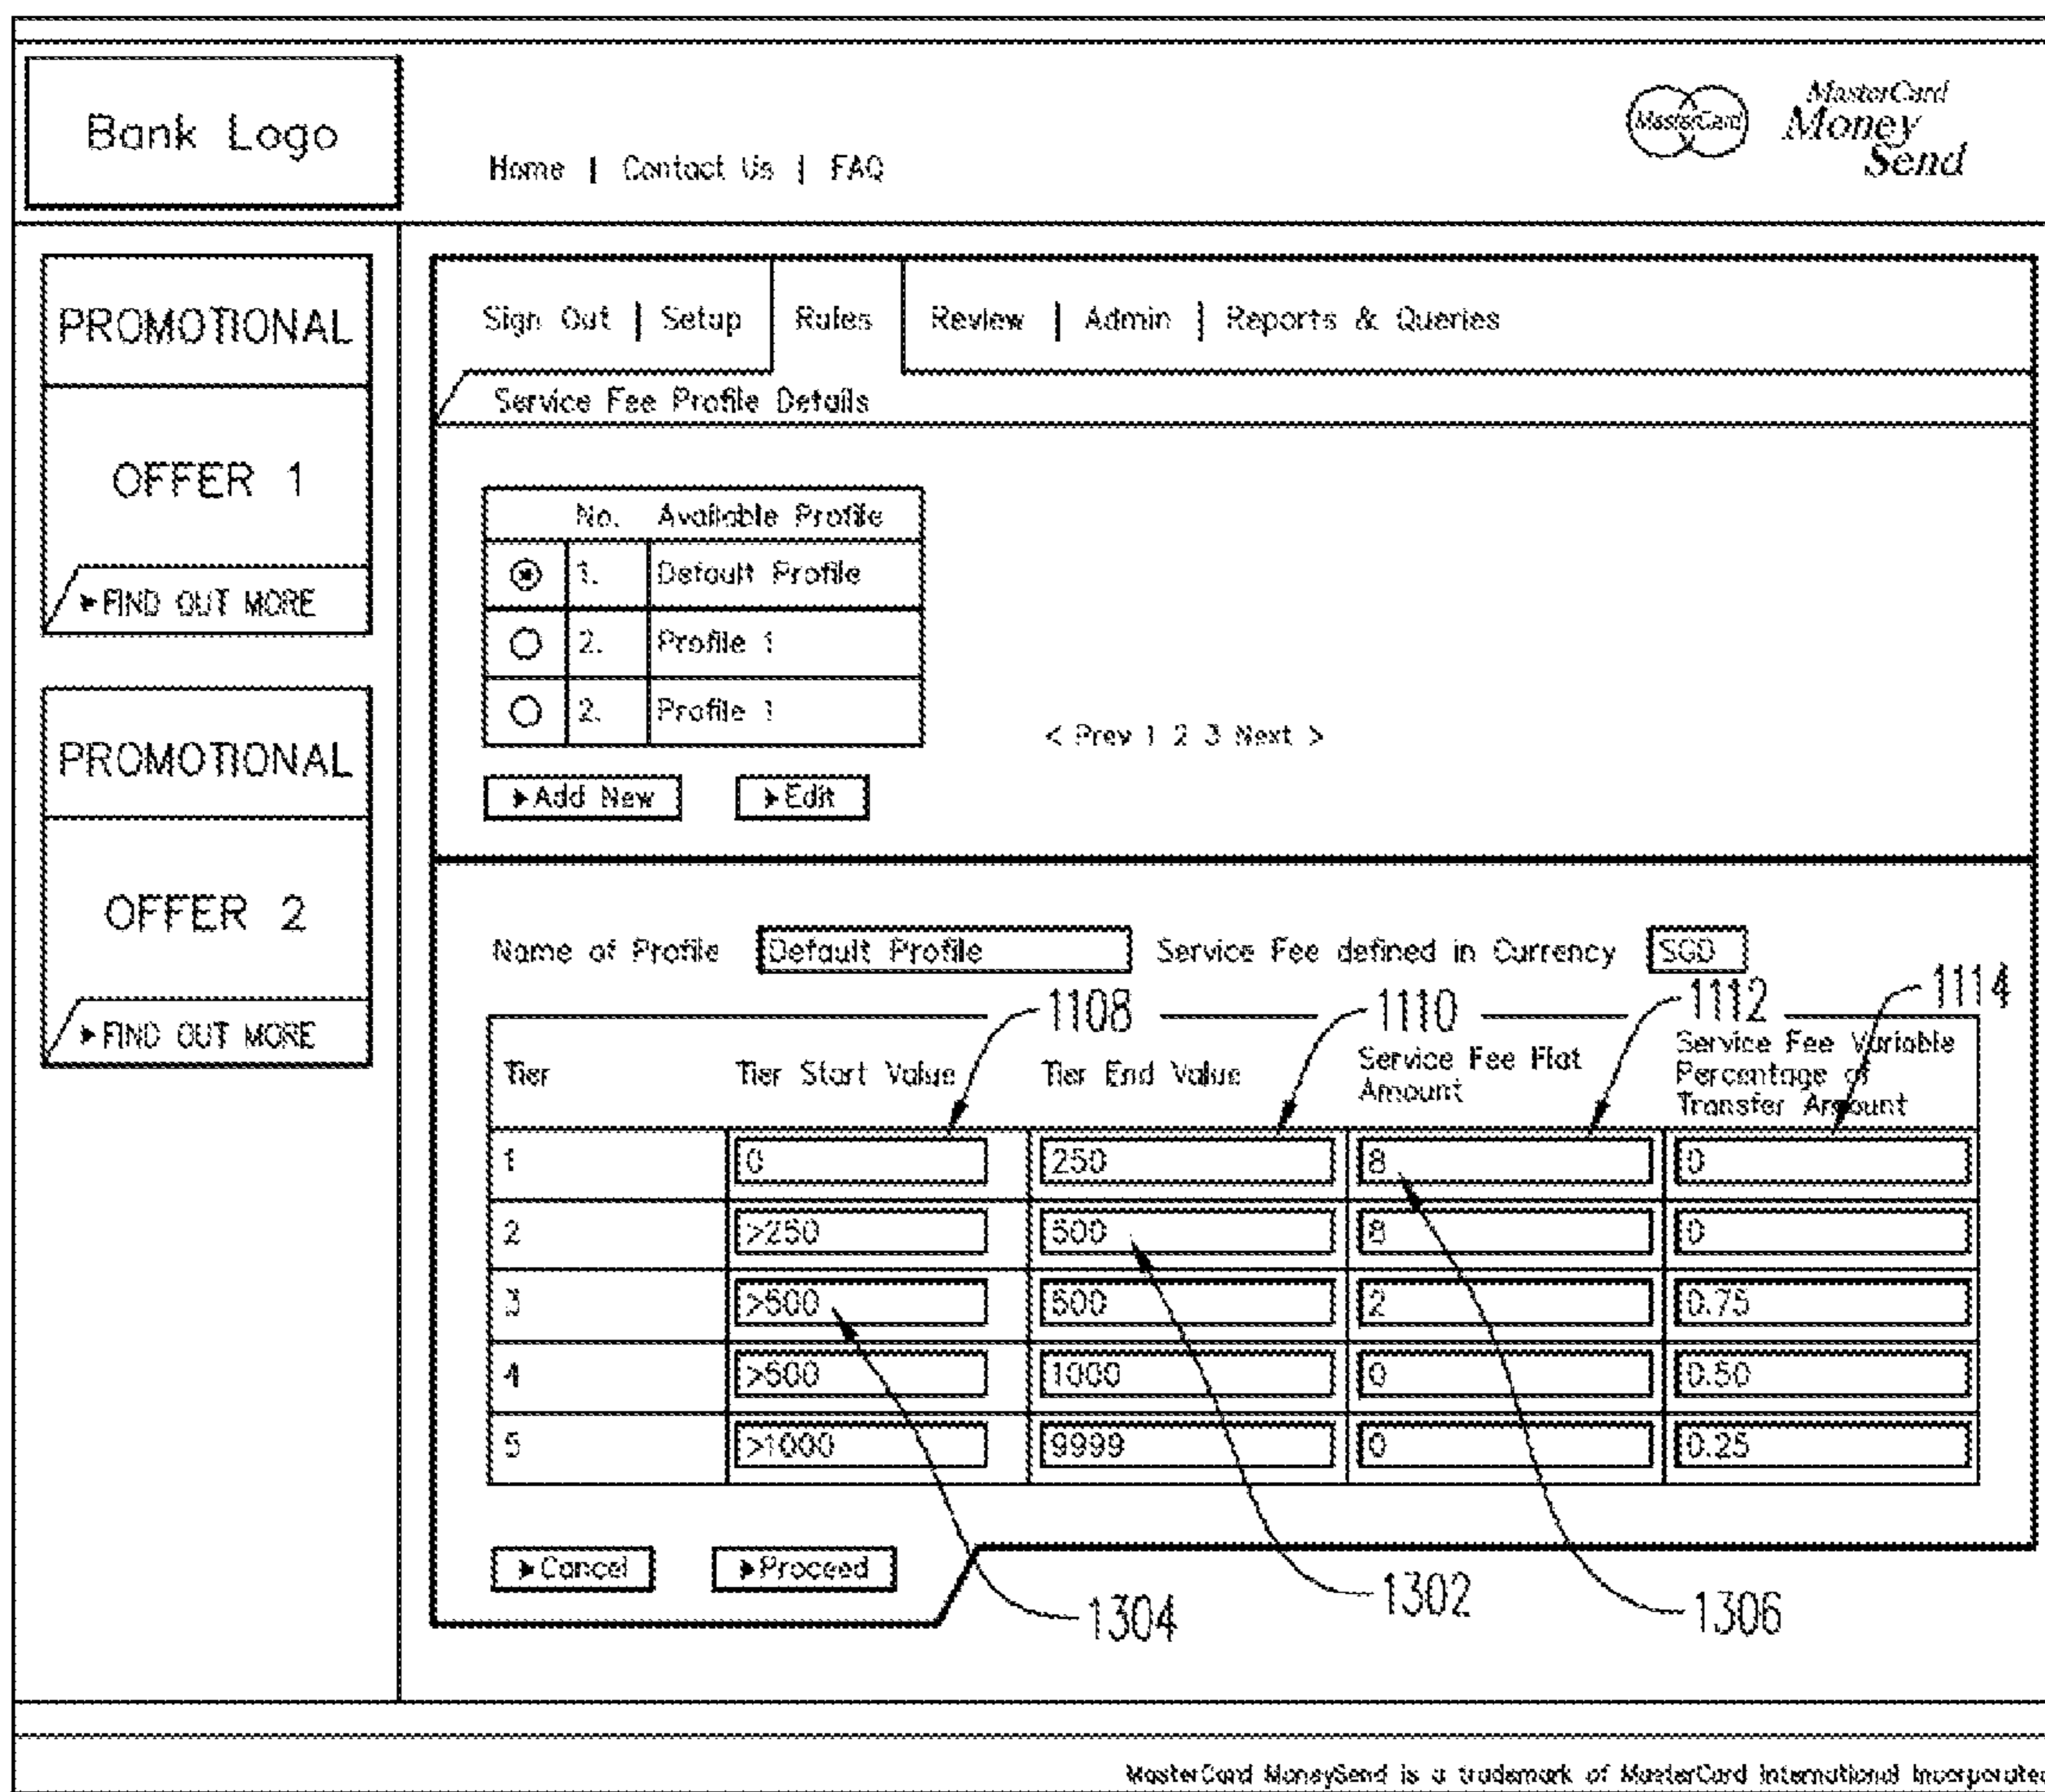 Bank Logo
Home | Contact Us | FAQ
MasterCard
MasterCard
Money
Send
PROMOTIONAL
OFFER 1
FIND OUT MORE
PROMOTIONAL
OFFER 2
FIND OUT MORE
Sign Out | Setup Rules Review | Admin | Reports & Queries
Service Fee Profile Details
No. Available Profile
1. Default Profile
2. Profile 1
2. Profile 1
< Prev 1 2 3 Next >
Add New Edit
Name of Profile Default Profile Service Fee defined in Currency SGD
1108 1110 1112 1114
Tier Tier Start Value Tier End Value Service Fee Flat Amount Service Fee Variable Percentage of Transfer Amount
1 0 250 8 0
2 >250 500 8 0
3 >500 500 2 0.75
4 >500 1000 0 0.50
5 >1000 9999 0 0.25
Cancel Proceed
1304 1302 1306
MasterCard MoneySend is a trademark of MasterCard International Incorporated